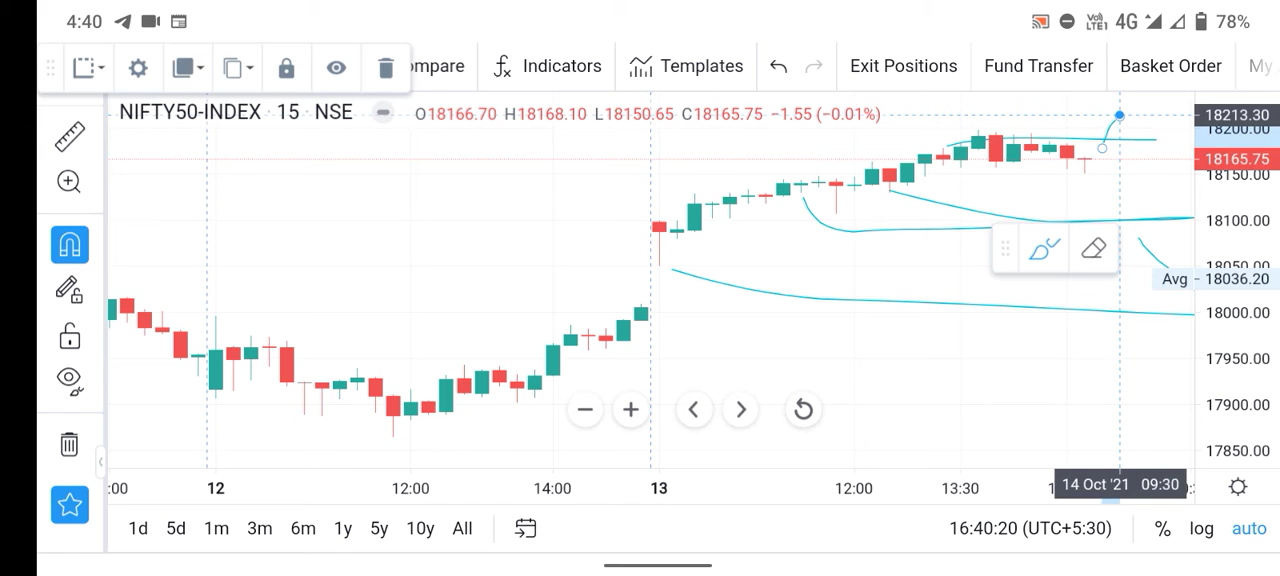 4:40 4G 78%
ompare Indicators Templates Exit Positions Fund Transfer Basket Order My
NIFTY50-INDEX 15 NSE O18166.70 H18168.10 L18150.65 C18165.75 −1.55 (−0.01%)
18213.30
18200.00
18165.75
18150.00
18100.00
18050.00
Avg - 18036.20
18000.00
17950.00
17900.00
17850.00
:00 12 12:00 14:00 13 12:00 13:30 14 Oct '21 09:30
1d 5d 1m 3m 6m 1y 5y 10y All 16:40:20 (UTC+5:30) % log auto